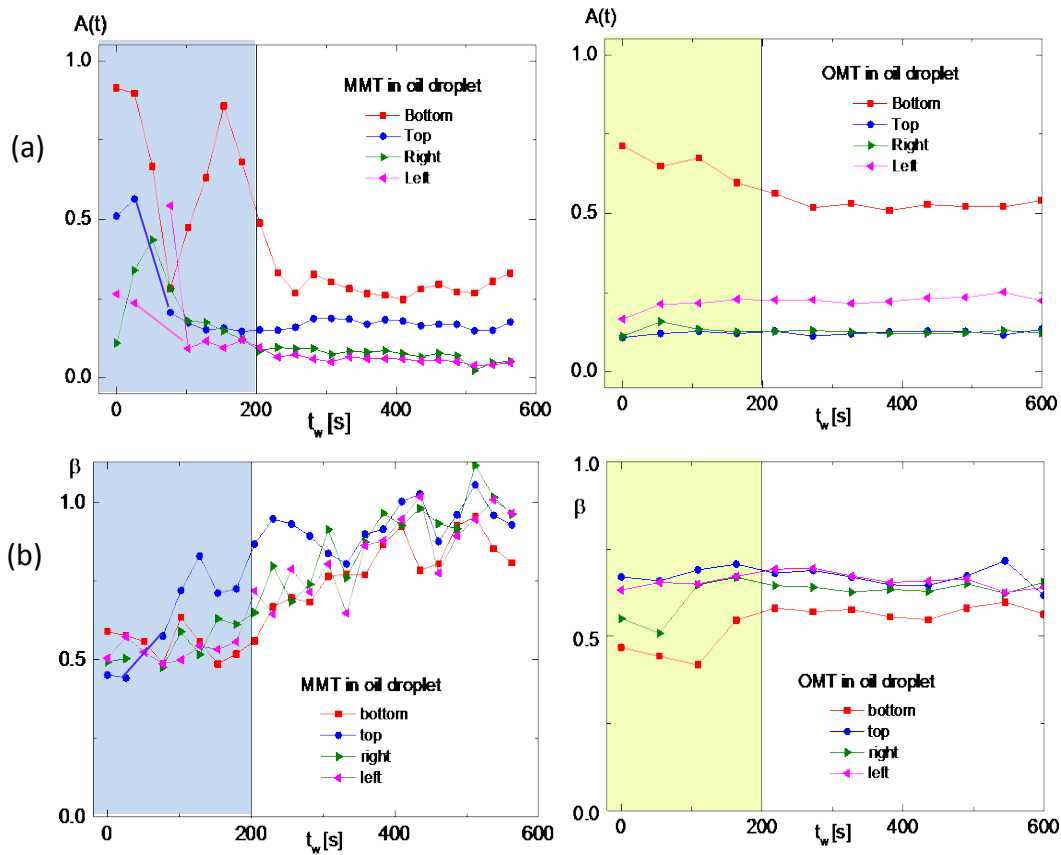 (a)
A(t)
1.0
0.5
0.0
MMT in oil droplet
Bottom
Top
Right
Left
0 200 400 600
t_w [s]
A(t)
1.0
0.5
0.0
OMT in oil droplet
Bottom
Top
Right
Left
0 200 400 600
t_w [s]
(b)
β
1.0
0.5
0.0
MMT in oil droplet
bottom
top
right
left
0 200 400 600
t_w [s]
1.0
β
0.5
0.0
OMT in oil droplet
bottom
top
right
left
0 200 400 600
t_w [s]